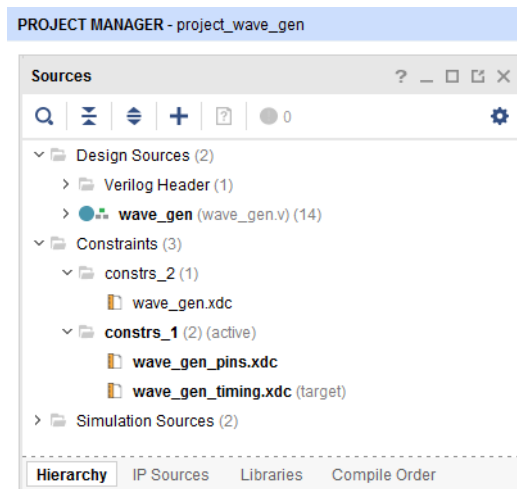 PROJECT MANAGER - project_wave_gen
Sources
0
Design Sources (2)
Verilog Header (1)
wave_gen (wave_gen.v) (14)
Constraints (3)
constrs_2 (1)
wave_gen.xdc
constrs_1 (2) (active)
wave_gen_pins.xdc
wave_gen_timing.xdc (target)
Simulation Sources (2)
Hierarchy IP Sources Libraries Compile Order